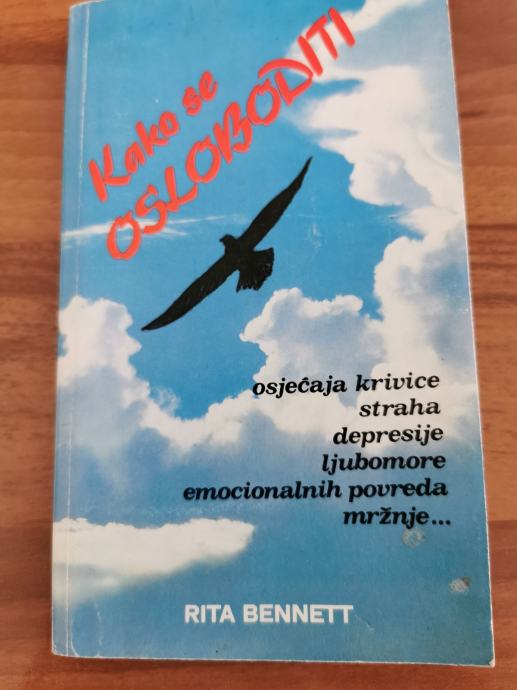 Kako se
OSLOBODITI
osjećaja krivice
straha
depresije
ljubomore
emocionalnih povreda
mržnje...
RITA BENNETT